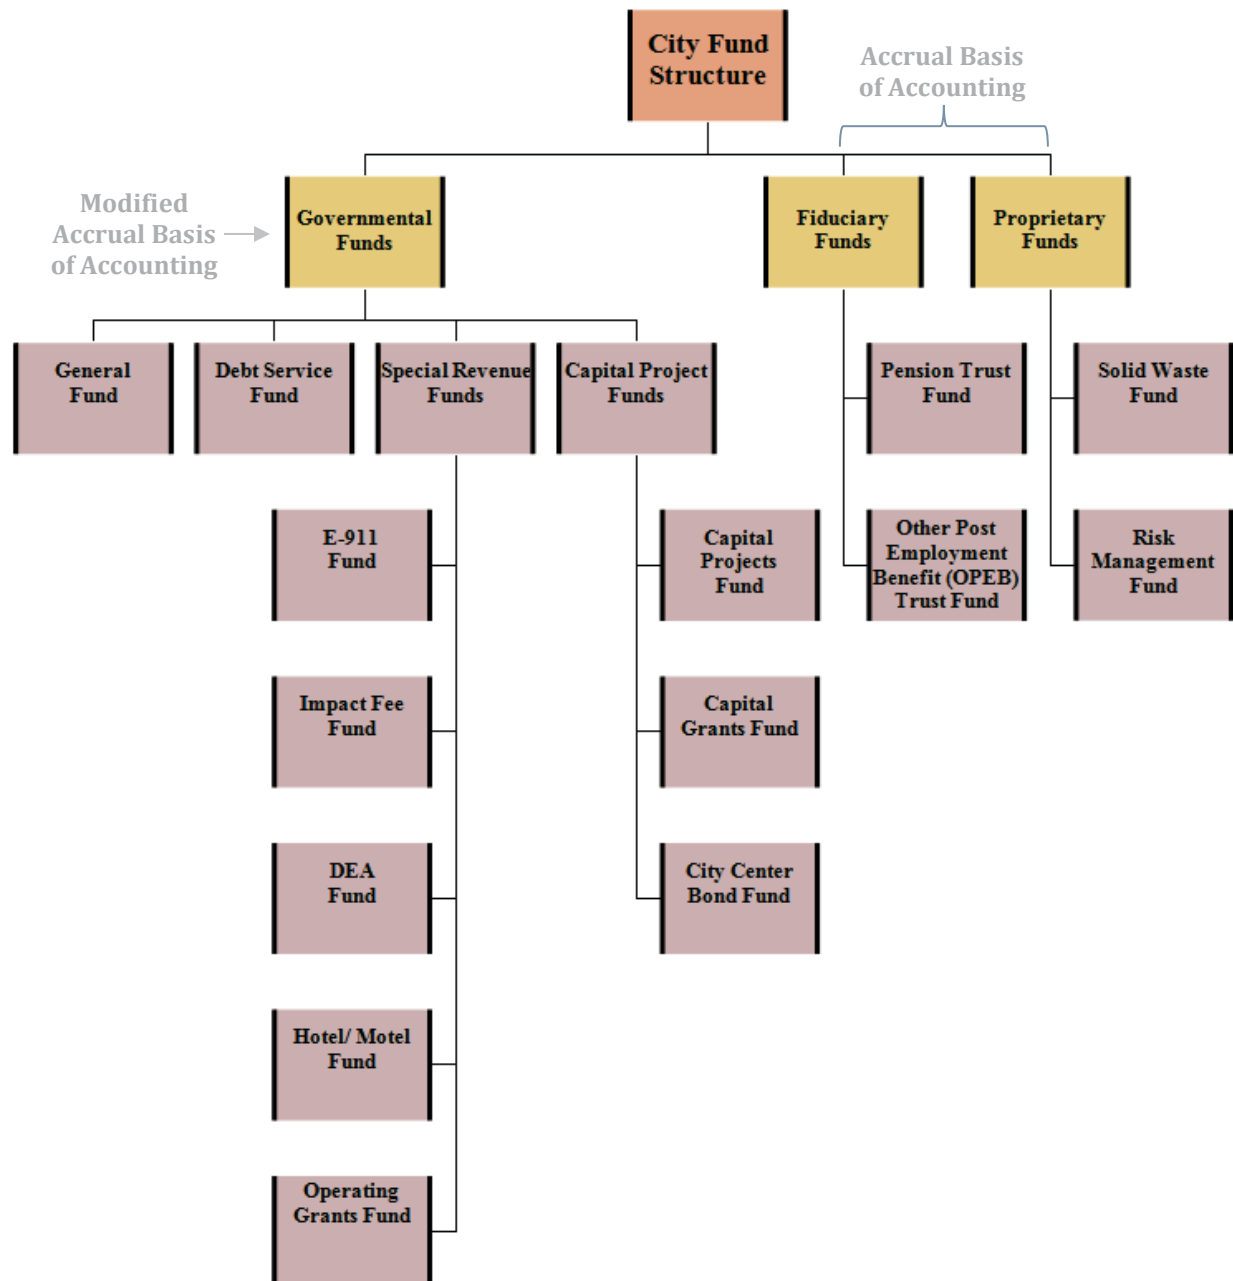 City Fund
Structure
Accrual Basis
of Accounting
Modified
Accrual Basis
of Accounting
Governmental
Funds
Fiduciary
Funds
Proprietary
Funds
General
Fund
Debt Service
Fund
Special Revenue
Funds
Capital Project
Funds
Pension Trust
Fund
Solid Waste
Fund
E-911
Fund
Capital
Projects
Fund
Other Post
Employment
Benefit (OPEB)
Trust Fund
Risk
Management
Fund
Impact Fee
Fund
Capital
Grants Fund
DEA
Fund
City Center
Bond Fund
Hotel/ Motel
Fund
Operating
Grants Fund